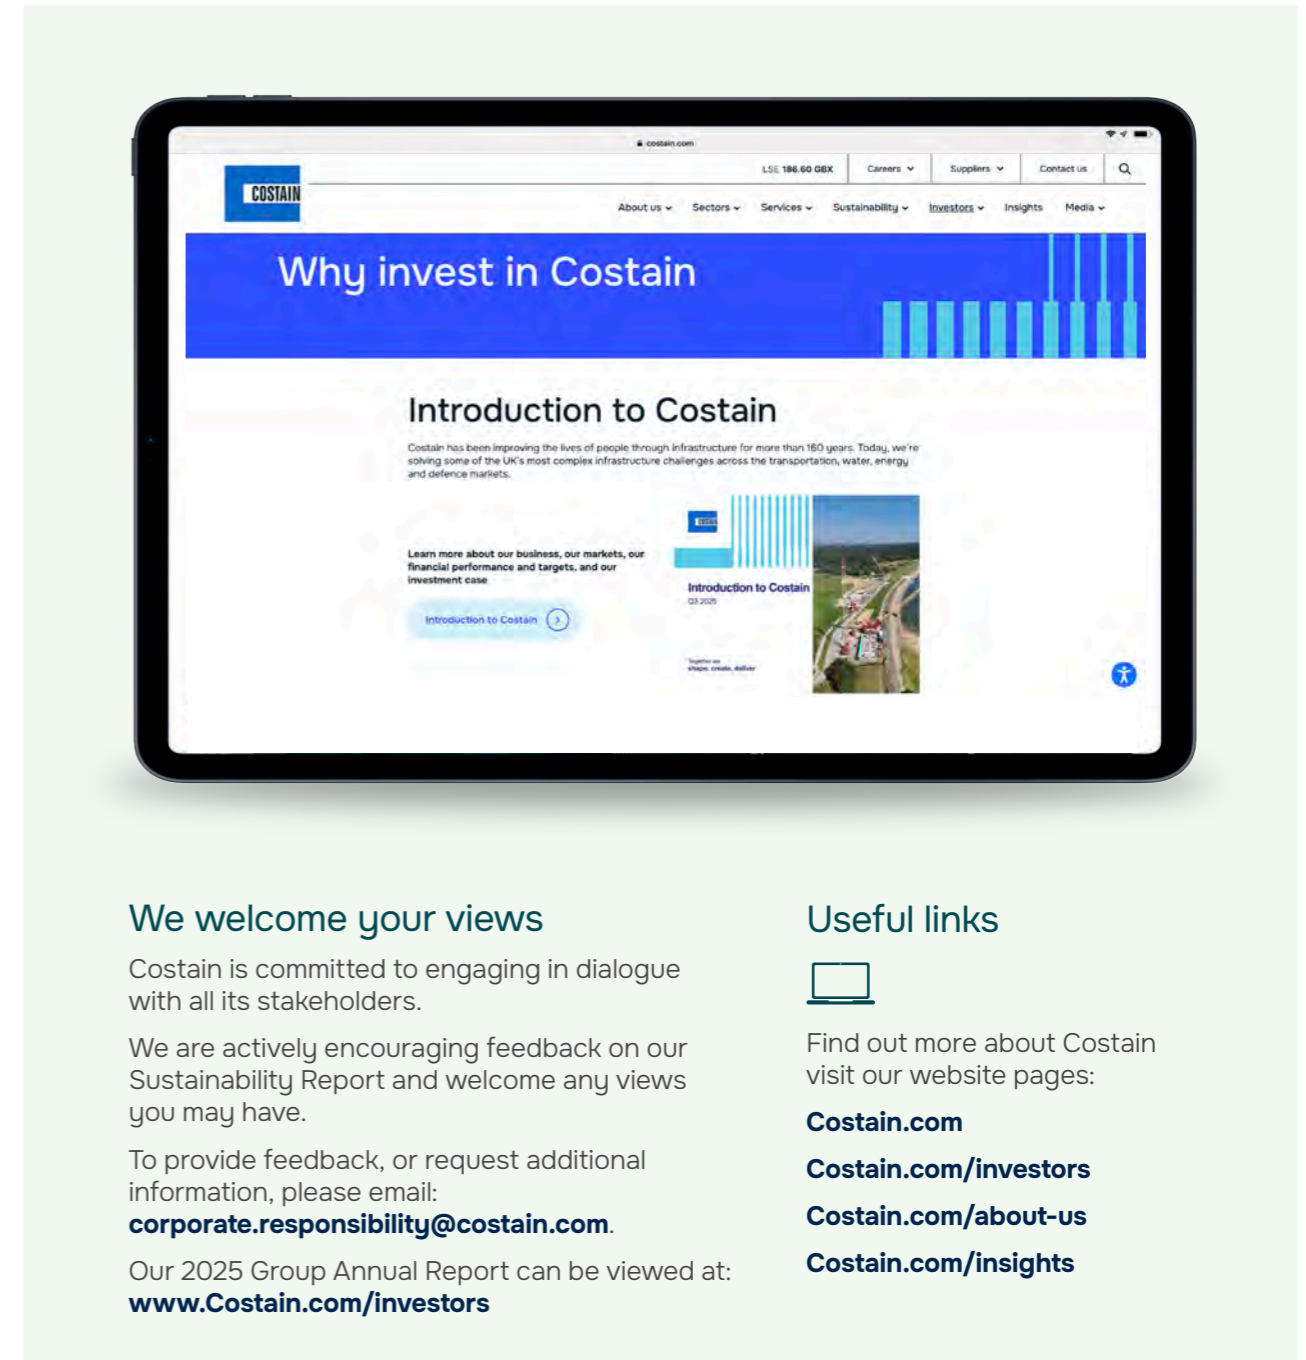 costain.com
LSE 186.60 GBX Careers Suppliers Contact us
COSTAIN
About us Sectors Services Sustainability Investors Insights Media
Why invest in Costain
Introduction to Costain
Costain has been improving the lives of people through infrastructure for more than 160 years. Today, we're
solving some of the UK's most complex infrastructure challenges across the transportation, water, energy
and defence markets.
Learn more about our business, our markets, our
financial performance and targets, and our
investment case
Introduction to Costain
COSTAIN
Introduction to Costain
Q3 2025
Together we
shape, create, deliver
We welcome your views
Costain is committed to engaging in dialogue
with all its stakeholders.
We are actively encouraging feedback on our
Sustainability Report and welcome any views
you may have.
To provide feedback, or request additional
information, please email:
corporate.responsibility@costain.com.
Our 2025 Group Annual Report can be viewed at:
www.Costain.com/investors
Useful links
Find out more about Costain
visit our website pages:
Costain.com
Costain.com/investors
Costain.com/about-us
Costain.com/insights